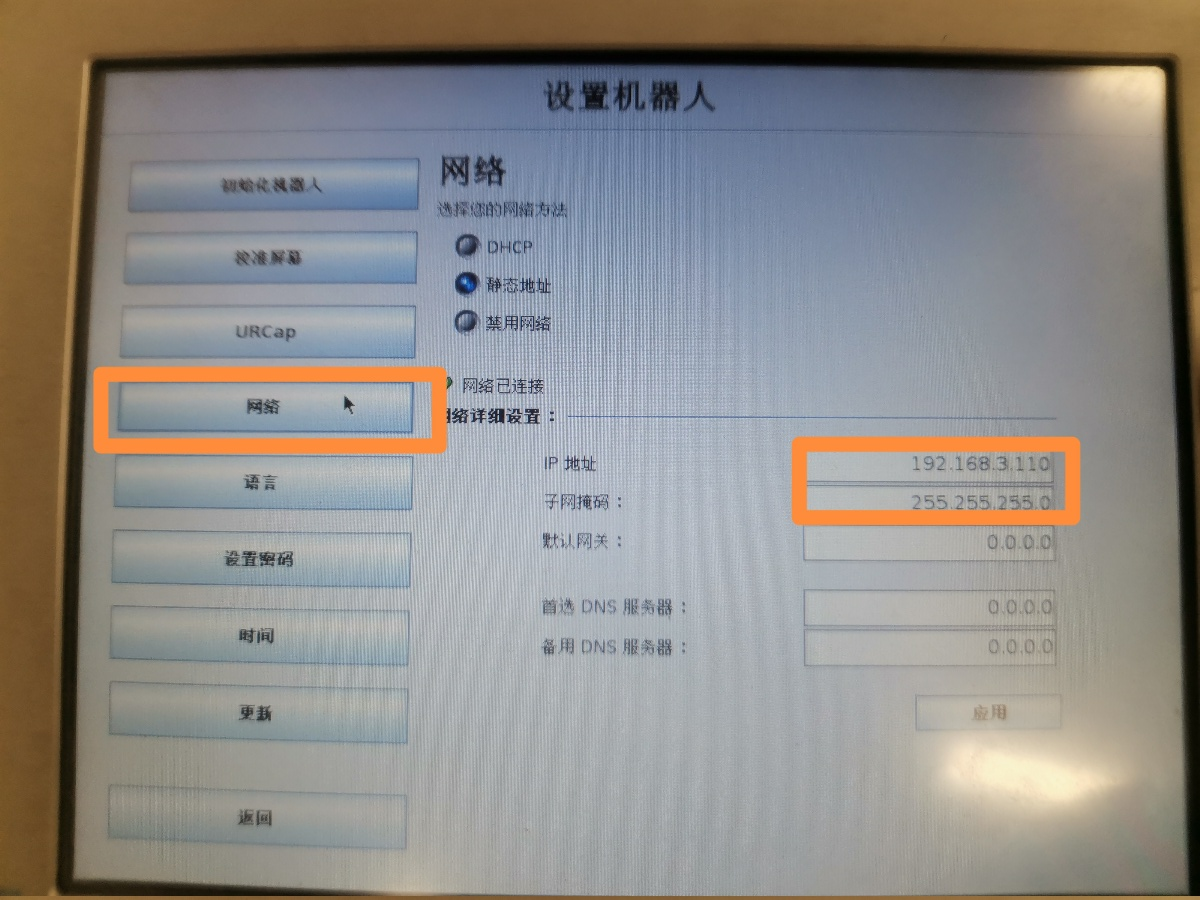 设置机器人
初始化机器人
校准屏幕
URCap
网络
语言
设置密码
时间
更新
返回
网络
选择您的网络方法
DHCP
静态地址
禁用网络
网络已连接
网络详细设置：
IP 地址 192.168.3.110
子网掩码： 255.255.255.0
默认网关： 0.0.0.0
首选 DNS 服务器： 0.0.0.0
备用 DNS 服务器： 0.0.0.0
应用